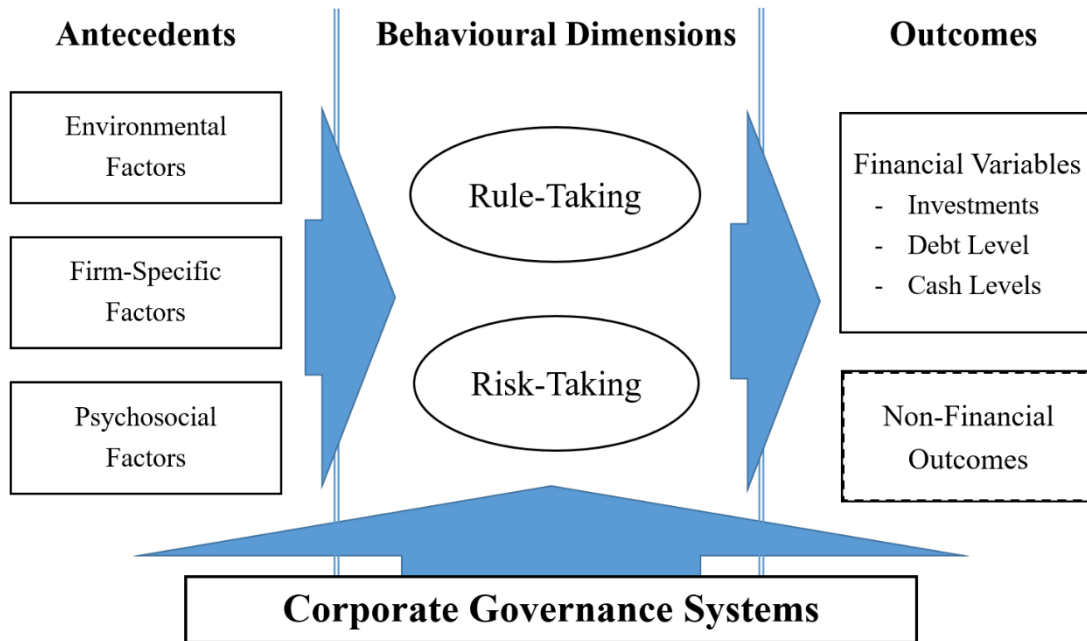 Antecedents
Behavioural Dimensions
Outcomes
Environmental
Factors
Firm-Specific
Factors
Psychosocial
Factors
Rule-Taking
Risk-Taking
Financial Variables
- Investments
- Debt Level
- Cash Levels
Non-Financial
Outcomes
Corporate Governance Systems